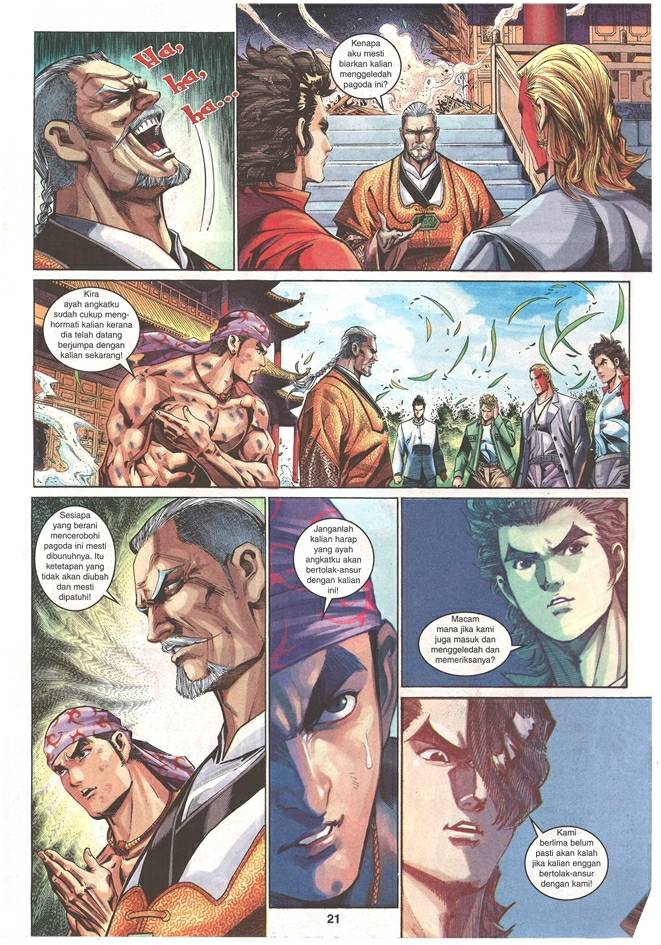 Ha,
ha,
ha...
Kenapa
aku mesti
biarkan kalian
menggeledah
pagoda ini?
Kira
ayah angkatku
sudah cukup meng-
hormati kalian kerana
dia telah datang
berjumpa dengan
kalian sekarang!
Sesiapa
yang berani
mencerobohi
pagoda ini mesti
dibunuhnya. Itu
ketetapan yang
tidak akan diubah
dan mesti
dipatuhi!
Janganlah
kalian harap
yang ayah
angkatku akan
bertolak-ansur
dengan kalian
ini!
Macam
mana jika kami
juga masuk dan
menggeledah dan
memeriksanya?
Kami
berlima belum
pasti akan kalah
jika kalian enggan
bertolak-ansur
dengan kami!
21